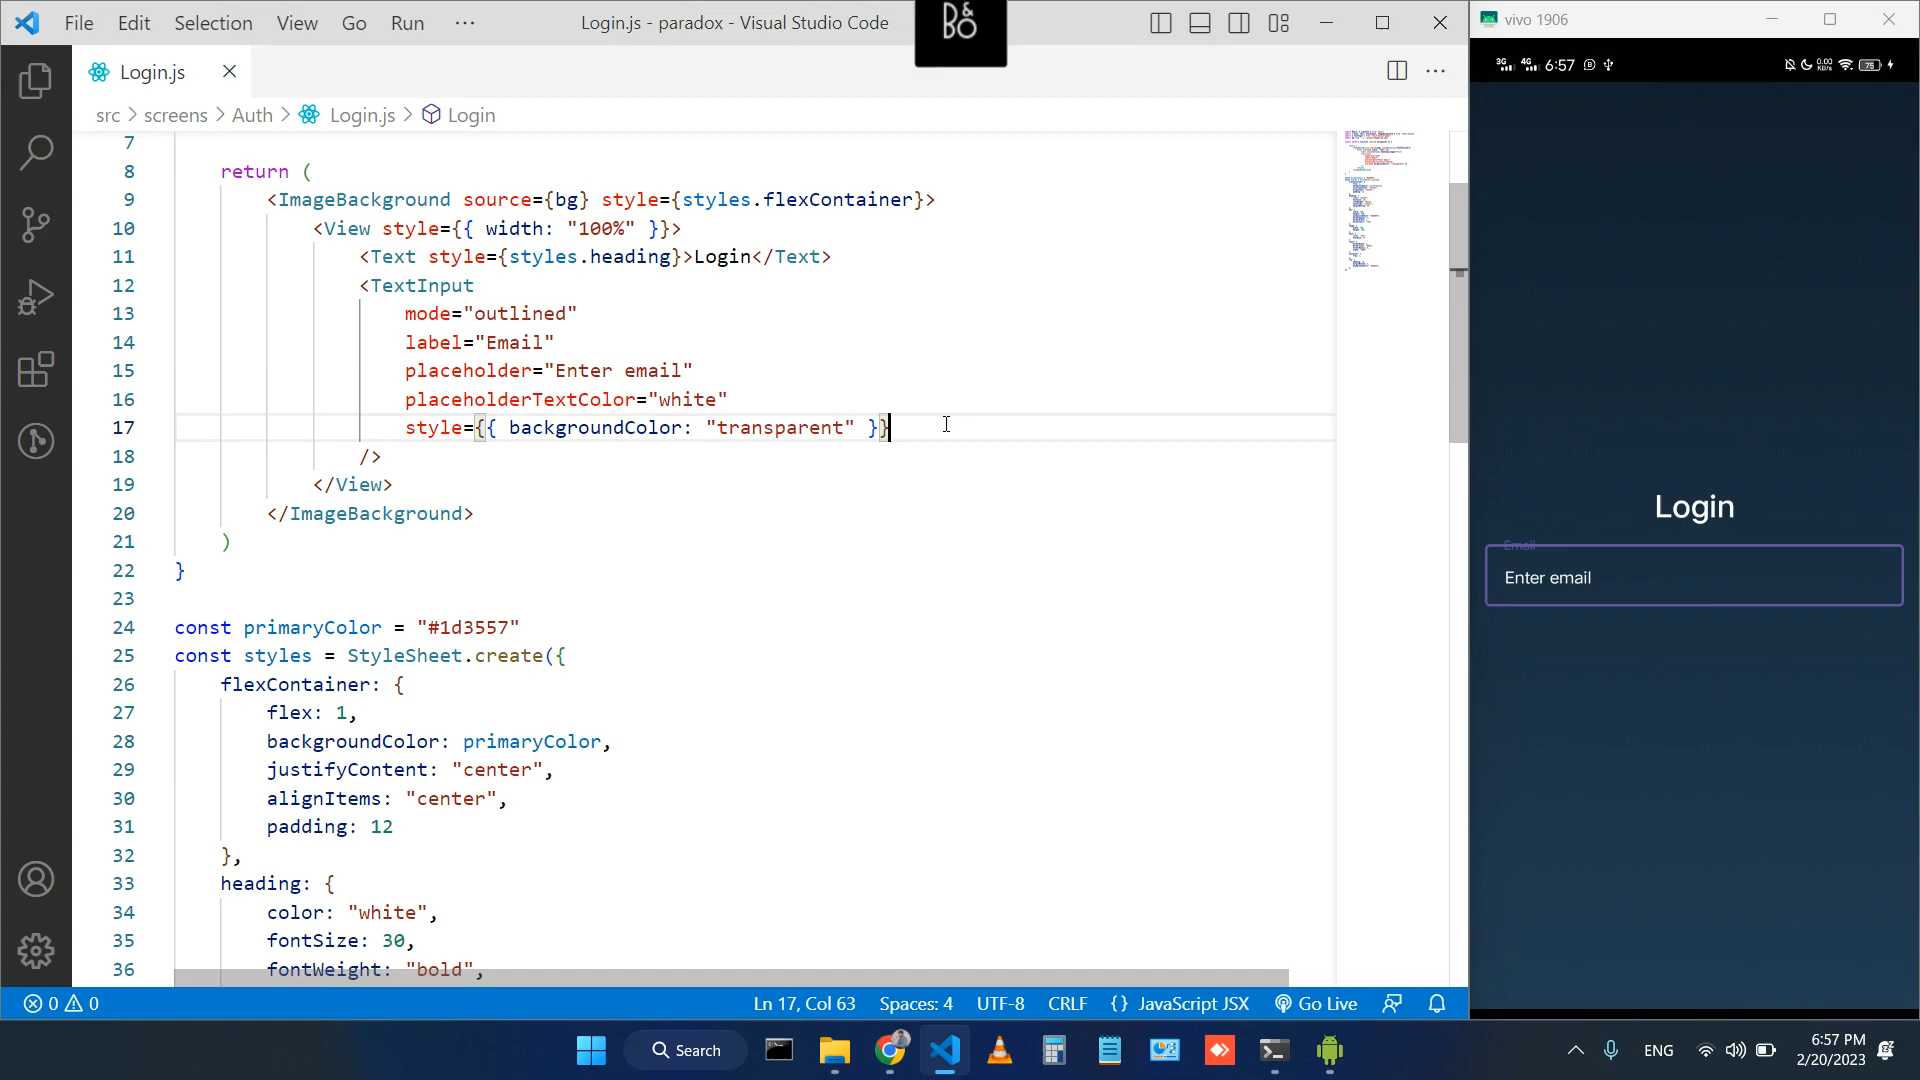 File Edit Selection View Go Run ··· Login.js - paradox - Visual Studio Code
B&O
vivo 1906
Login.js
3G 4G 6:57
0.00 KB/s 75
src > screens > Auth > Login.js > Login
7
8 return (
9 <ImageBackground source={bg} style={styles.flexContainer}>
10 <View style={{ width: "100%" }}>
11 <Text style={styles.heading}>Login</Text>
12 <TextInput
13 mode="outlined"
14 label="Email"
15 placeholder="Enter email"
16 placeholderTextColor="white"
17 style={{ backgroundColor: "transparent" }}
18 />
19 </View>
20 </ImageBackground>
21 )
22 }
23
24 const primaryColor = "#1d3557"
25 const styles = StyleSheet.create({
26 flexContainer: {
27 flex: 1,
28 backgroundColor: primaryColor,
29 justifyContent: "center",
30 alignItems: "center",
31 padding: 12
32 },
33 heading: {
34 color: "white",
35 fontSize: 30,
36 fontWeight: "bold",
Login
Email
Enter email
0 0 Ln 17, Col 63 Spaces: 4 UTF-8 CRLF {} JavaScript JSX Go Live
Search
ENG
6:57 PM
2/20/2023